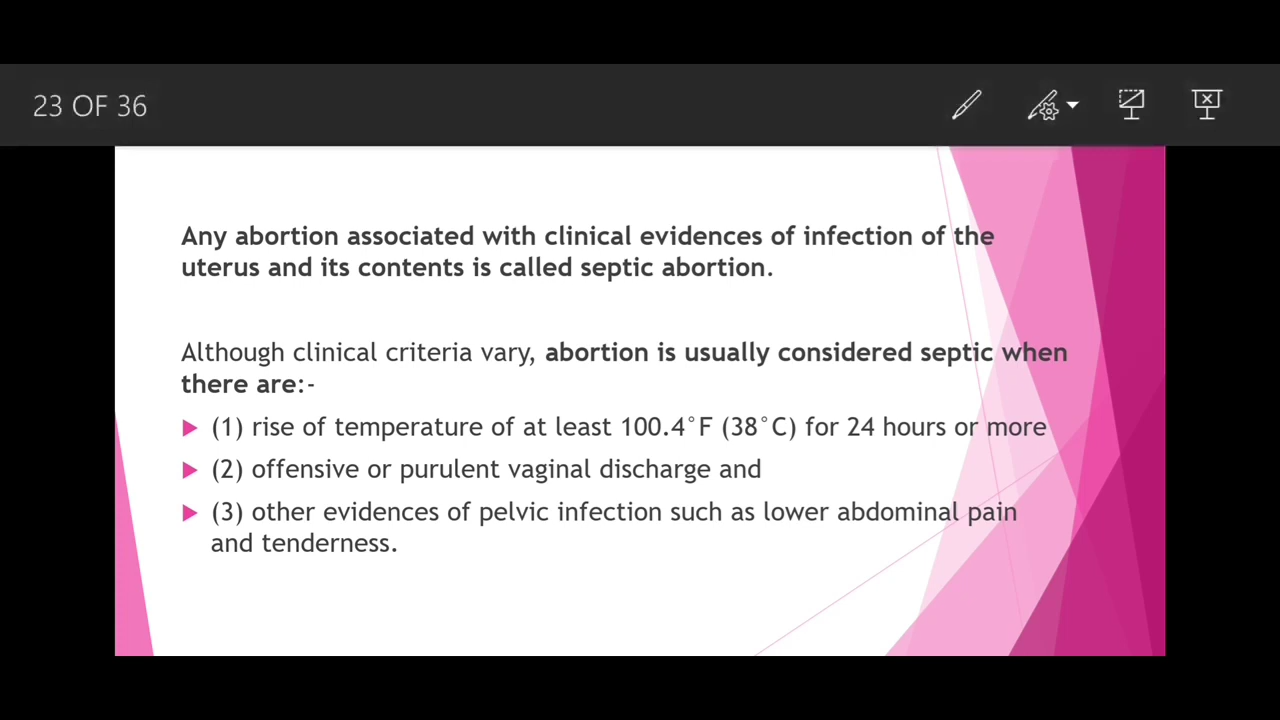 23 OF 36
Any abortion associated with clinical evidences of infection of the
uterus and its contents is called septic abortion.
Although clinical criteria vary, abortion is usually considered septic when
there are:-
(1) rise of temperature of at least 100.4°F (38°C) for 24 hours or more
(2) offensive or purulent vaginal discharge and
(3) other evidences of pelvic infection such as lower abdominal pain
and tenderness.